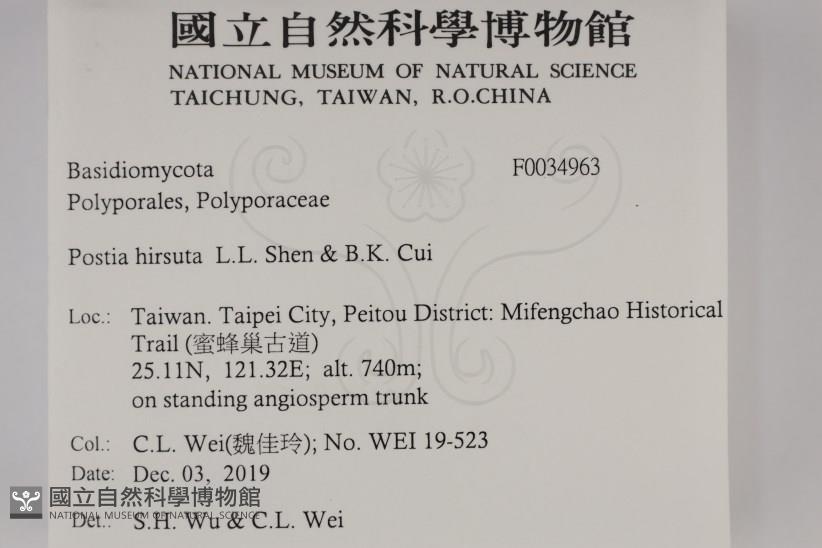 國立自然科學博物館
NATIONAL MUSEUM OF NATURAL SCIENCE
TAICHUNG, TAIWAN, R.O.CHINA
Basidiomycota F0034963
Polyporales, Polyporaceae
Postia hirsuta L.L. Shen & B.K. Cui
Loc.: Taiwan. Taipei City, Peitou District: Mifengchao Historical
Trail (蜜蜂巢古道)
25.11N, 121.32E; alt. 740m;
on standing angiosperm trunk
Col.: C.L. Wei(魏佳玲); No. WEI 19-523
Date: Dec. 03, 2019
國立自然科學博物館
NATIONAL MUSEUM OF NATURAL SCIENCE
Det.: S.H. Wu & C.L. Wei